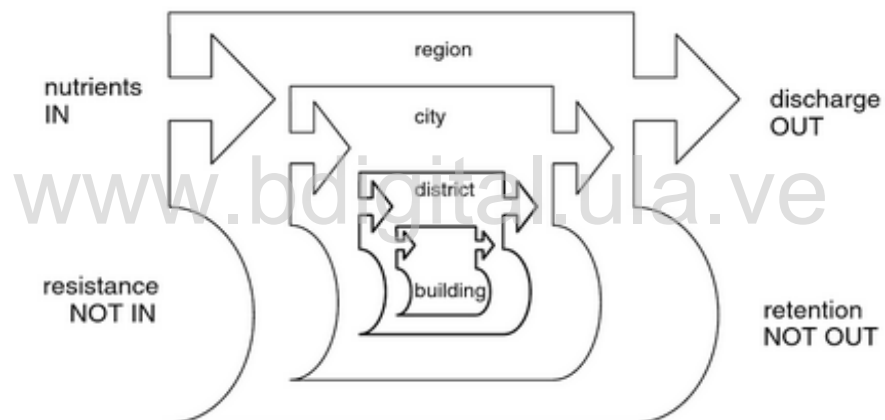 region
nutrients
IN
discharge
OUT
city
www.bdigital.ula.ve
district
building
resistance
NOT IN
retention
NOT OUT